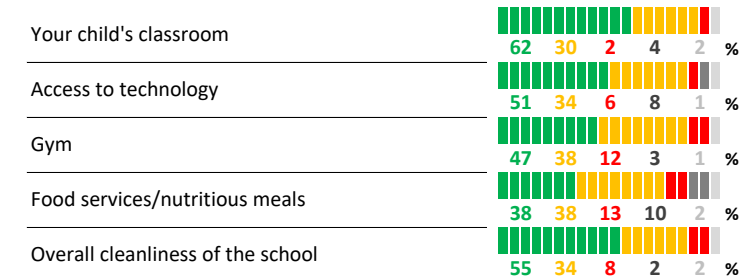 Your child's classroom
62 30 2 4 2 %
Access to technology
51 34 6 8 1 %
Gym
47 38 12 3 1 %
Food services/nutritious meals
38 38 13 10 2 %
Overall cleanliness of the school
55 34 8 2 2 %